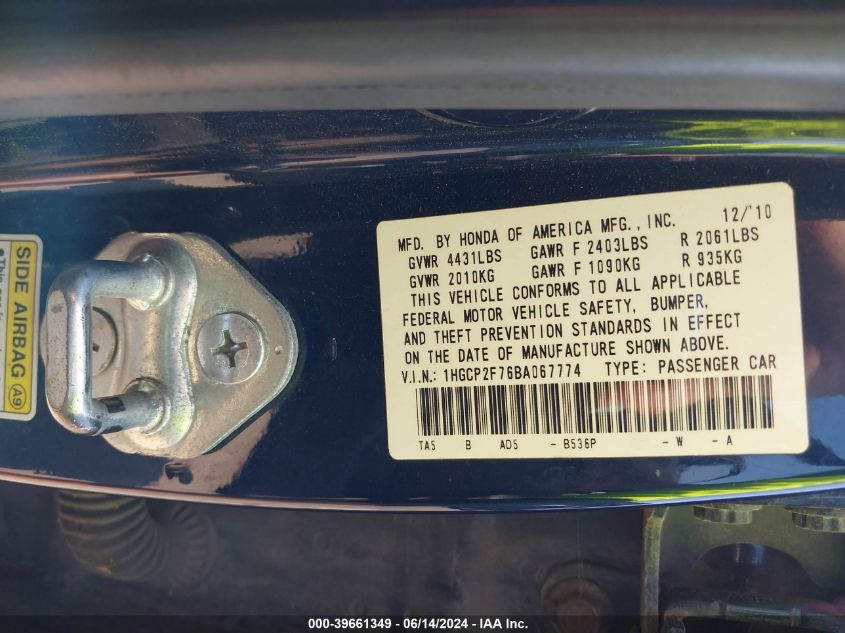 MFD. BY HONDA OF AMERICA MFG., INC. 12/'10
GVWR 4431LBS GAWR F 2403LBS R 2061LBS
GVWR 2010KG GAWR F 1090KG R 935KG
THIS VEHICLE CONFORMS TO ALL APPLICABLE
FEDERAL MOTOR VEHICLE SAFETY, BUMPER,
AND THEFT PREVENTION STANDARDS IN EFFECT
ON THE DATE OF MANUFACTURE SHOWN ABOVE.
V.I.N.: 1HGCP2F76BA067774 TYPE: PASSENGER CAR
TA5 B AD5 - B536P - W - A
SIDE AIRBAG A9
000-39661349 - 06/14/2024 - IAA Inc.